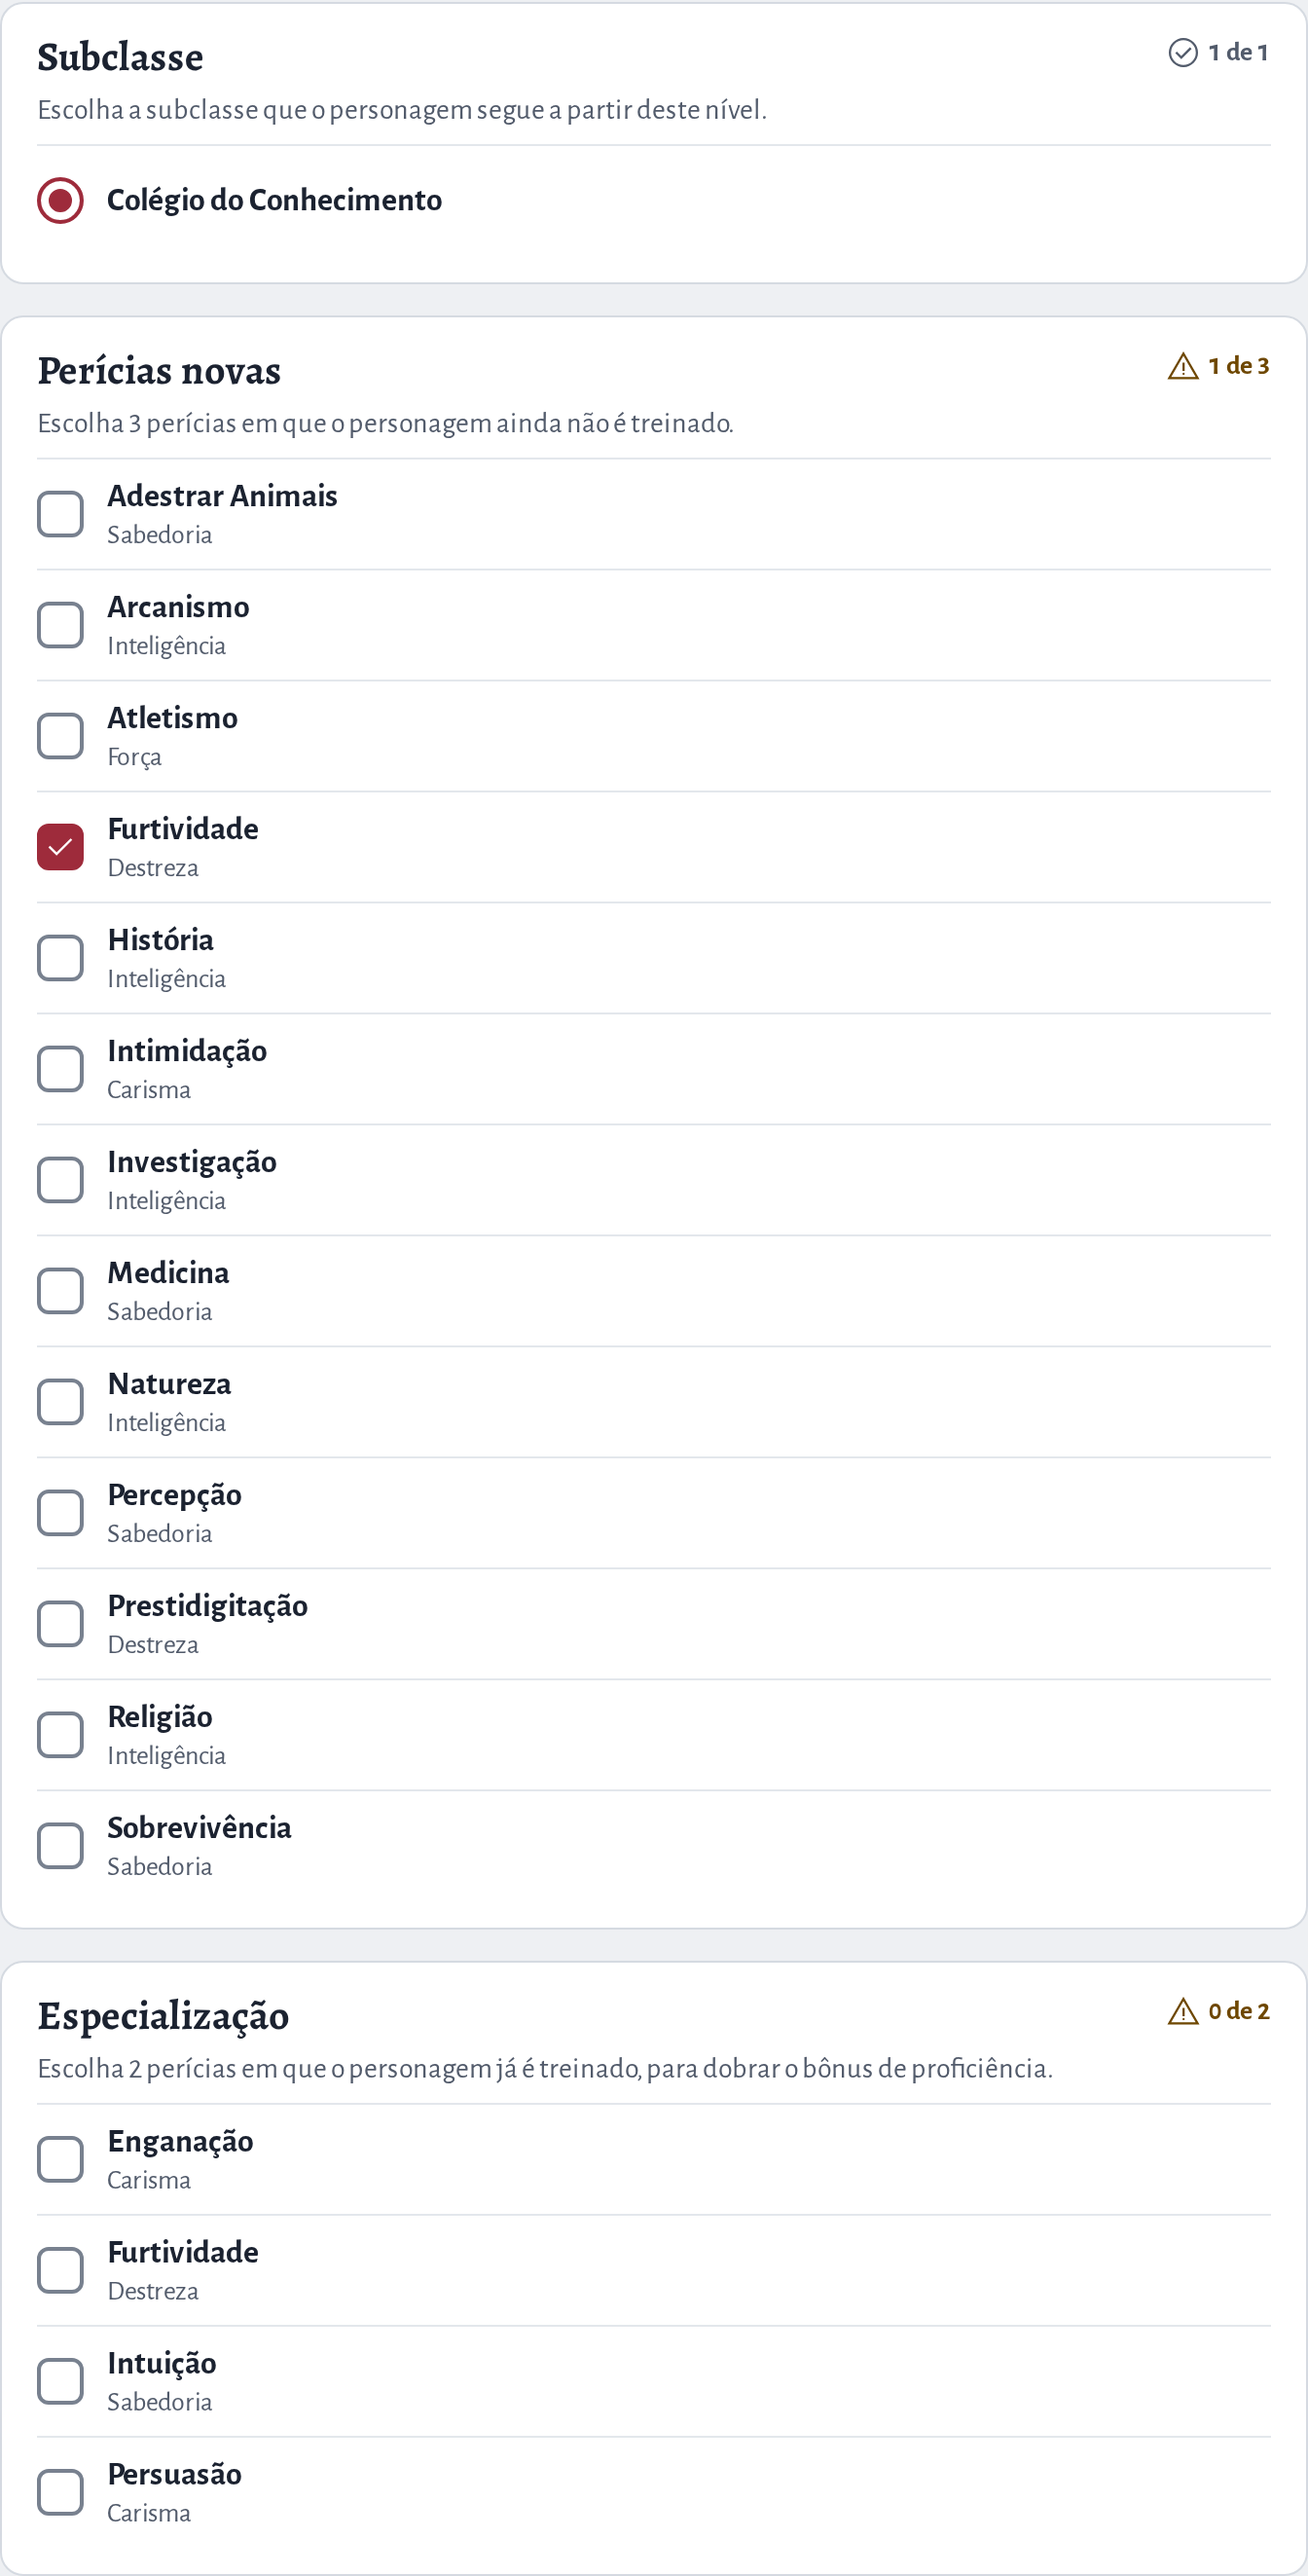 Subclasse
1 de 1
Escolha a subclasse que o personagem segue a partir deste nível.
Colégio do Conhecimento
Perícias novas
1 de 3
Escolha 3 perícias em que o personagem ainda não é treinado.
Adestrar Animais
Sabedoria
Arcanismo
Inteligência
Atletismo
Força
Furtividade
Destreza
História
Inteligência
Intimidação
Carisma
Investigação
Inteligência
Medicina
Sabedoria
Natureza
Inteligência
Percepção
Sabedoria
Prestidigitação
Destreza
Religião
Inteligência
Sobrevivência
Sabedoria
Especialização
0 de 2
Escolha 2 perícias em que o personagem já é treinado, para dobrar o bônus de proficiência.
Enganação
Carisma
Furtividade
Destreza
Intuição
Sabedoria
Persuasão
Carisma